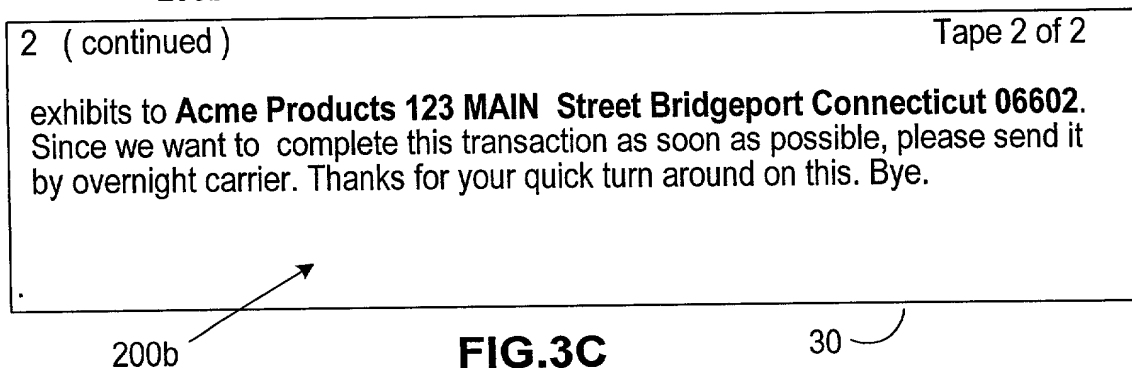 2 ( continued ) Tape 2 of 2
exhibits to Acme Products 123 MAIN Street Bridgeport Connecticut 06602.
Since we want to complete this transaction as soon as possible, please send it
by overnight carrier. Thanks for your quick turn around on this. Bye.
200b FIG.3C 30